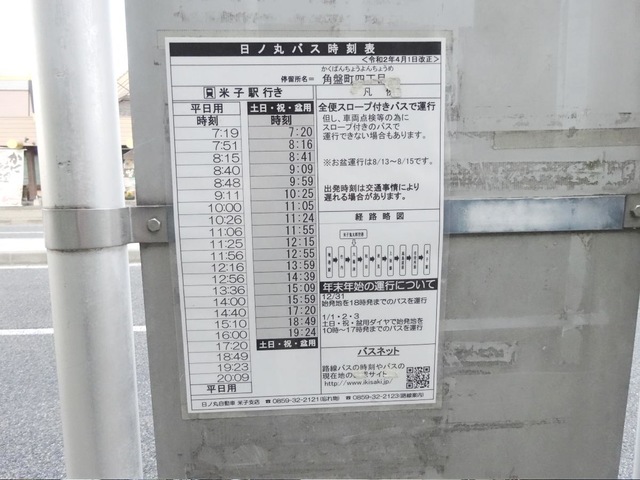 日ノ丸バス時刻表
<令和2年4月1日改正>
かくばんちょうよんちょうめ
停留所名= 角盤町四丁目
米子駅行き
凡
平日用
土日・祝・盆用
時刻
時刻
7:19
7:51
8:15
8:40
8:48
9:11
10:00
10:26
11:06
11:25
11:56
12:16
12:56
13:36
14:00
14:40
15:10
16:00
17:20
18:49
19:23
20:09
平日用
7:20
8:16
8:41
9:09
9:59
10:25
11:05
11:24
11:55
12:15
12:55
13:59
14:39
15:09
15:59
17:20
18:49
19:24
土日・祝・盆用
全便スロープ付きバスで運行
但し、車両点検等の為に
スロープ付きのバスで
運行できない場合もあります。
※お盆運行は8/13~8/15です。
出発時刻は交通事情により
遅れる場合があります。
経路略図
年末年始の運行について
12/31
始発地を18時発までのバスを運行
1/1・2・3
土日・祝・盆用ダイヤで始発地を
10時~17時発までのバスを運行
バスネット
路線バスの時刻やバスの
現在地の サイト
http://www.ikisaki.jp/
日ノ丸自動車 米子支店 ☎0859-32-2121(忘れ物) ☎0859-32-2123(路線案内)